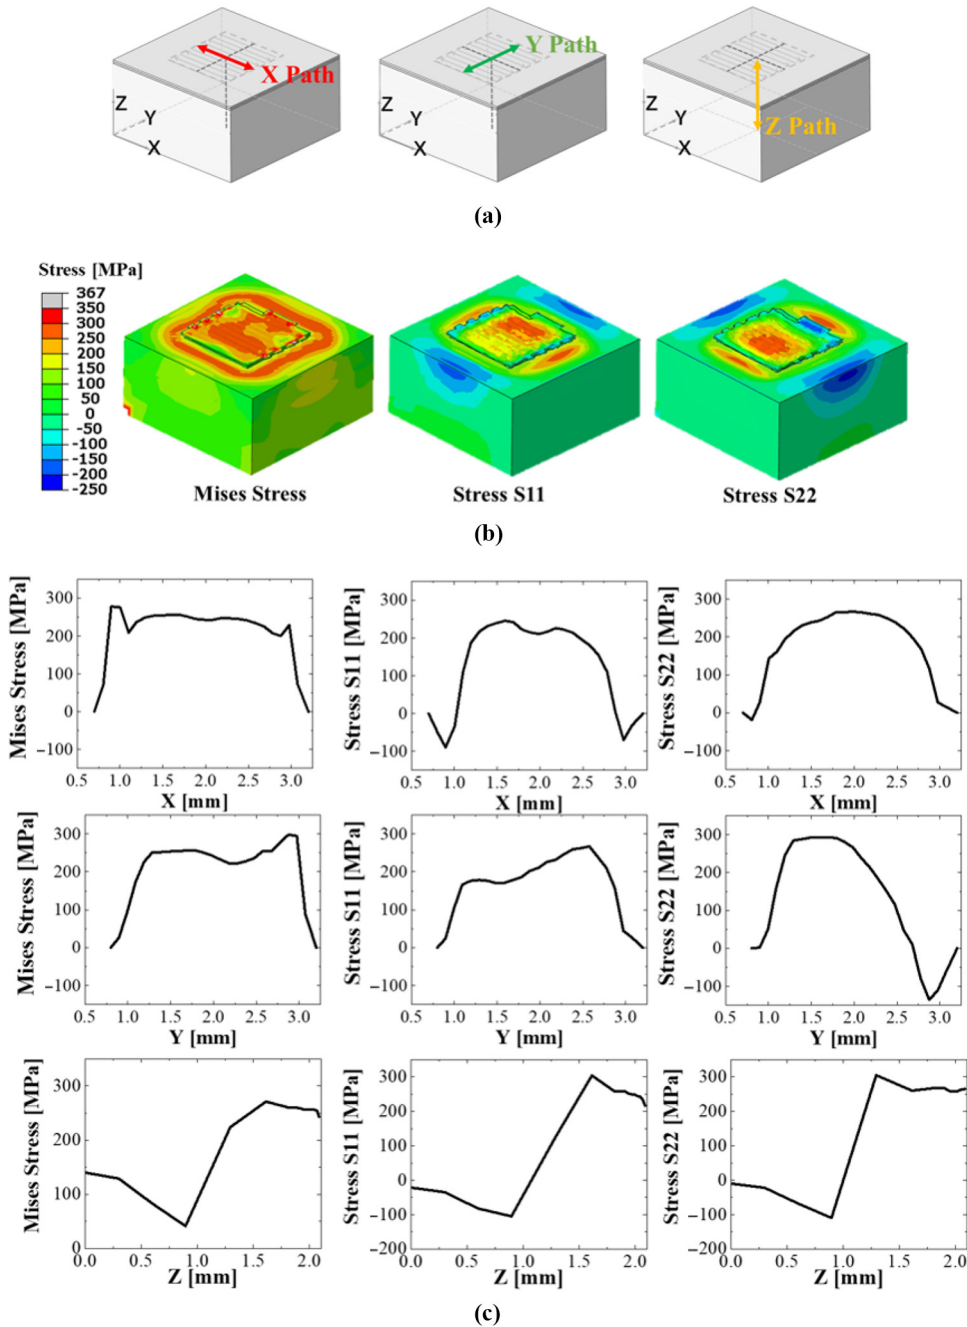 X Path
Z
Y
X
Y Path
Z
Y
X
Z Path
Z
Y
X
(a)
Stress [MPa]
367
350
300
250
200
150
100
50
0
-50
-100
-150
-200
-250
Mises Stress
Stress S11
Stress S22
(b)
Mises Stress [MPa]
300
200
100
0
−100
0.5 1.0 1.5 2.0 2.5 3.0
X [mm]
Stress S11 [MPa]
300
200
100
0
−100
0.5 1.0 1.5 2.0 2.5 3.0
X [mm]
Stress S22 [MPa]
300
200
100
0
−100
0.5 1.0 1.5 2.0 2.5 3.0
X [mm]
Mises Stress [MPa]
300
200
100
0
−100
0.5 1.0 1.5 2.0 2.5 3.0
Y [mm]
Stress S11 [MPa]
300
200
100
0
−100
0.5 1.0 1.5 2.0 2.5 3.0
Y [mm]
Stress S22 [MPa]
300
200
100
0
−100
0.5 1.0 1.5 2.0 2.5 3.0
Y [mm]
Mises Stress [MPa]
300
200
100
0
0.0 0.5 1.0 1.5 2.0
Z [mm]
Stress S11 [MPa]
300
200
100
0
−100
−200
0.0 0.5 1.0 1.5 2.0
Z [mm]
Stress S22 [MPa]
300
200
100
0
−100
−200
0.0 0.5 1.0 1.5 2.0
Z [mm]
(c)